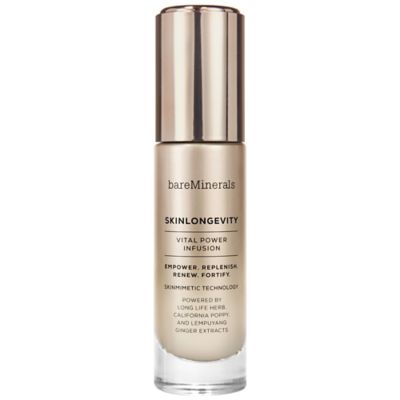 bareMinerals
SKINLONGEVITY
VITAL POWER
INFUSION
EMPOWER. REPLENISH.
RENEW. FORTIFY.
SKINMIMETIC TECHNOLOGY
POWERED BY
LONG LIFE HERB,
CALIFORNIA POPPY,
AND LEMPUYANG
GINGER EXTRACTS.